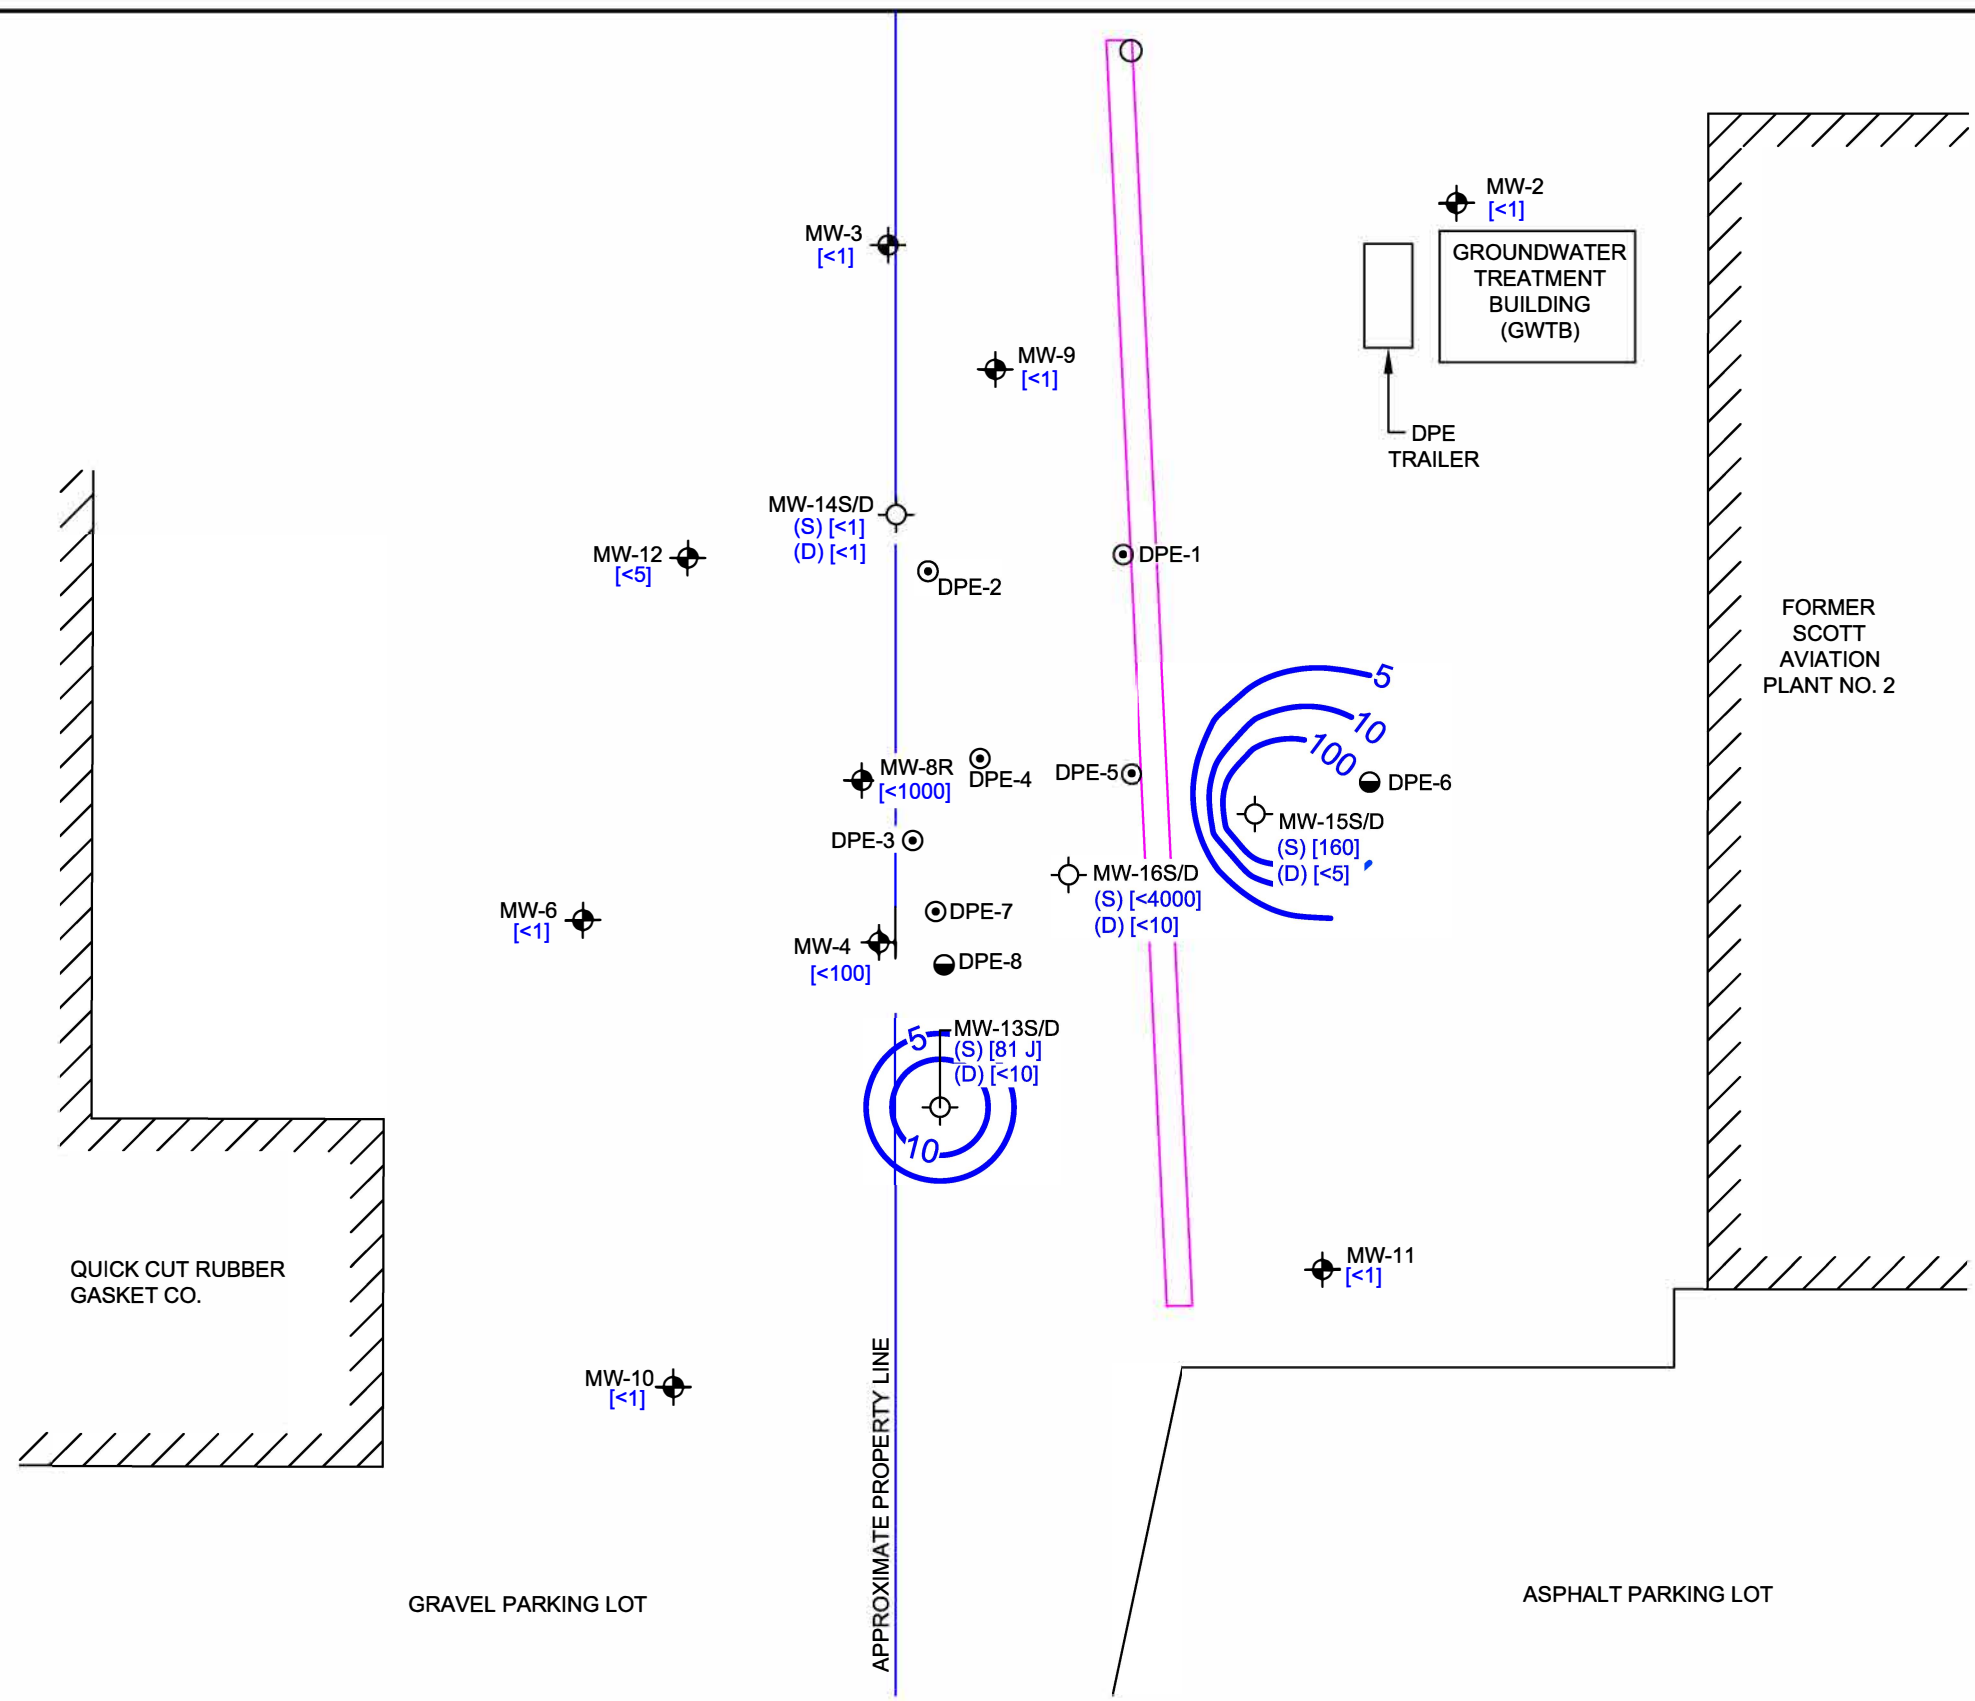 MW-2
[<1]
MW-3
[<1]
GROUNDWATER
TREATMENT
BUILDING
(GWTB)
MW-9
[<1]
DPE
TRAILER
MW-14S/D
(S) [<1]
(D) [<1]
MW-12
[<5]
DPE-1
DPE-2
FORMER
SCOTT
AVIATION
PLANT NO. 2
5
10
100
MW-8R
[<1000]
DPE-4
DPE-5
DPE-6
MW-15S/D
(S) [160]
(D) [<5]
DPE-3
MW-16S/D
(S) [<4000]
(D) [<10]
MW-6
[<1]
DPE-7
MW-4
[<100]
DPE-8
5
MW-13S/D
(S) [81 J]
(D) [<10]
10
QUICK CUT RUBBER
GASKET CO.
MW-11
[<1]
MW-10
[<1]
APPROXIMATE PROPERTY LINE
GRAVEL PARKING LOT
ASPHALT PARKING LOT